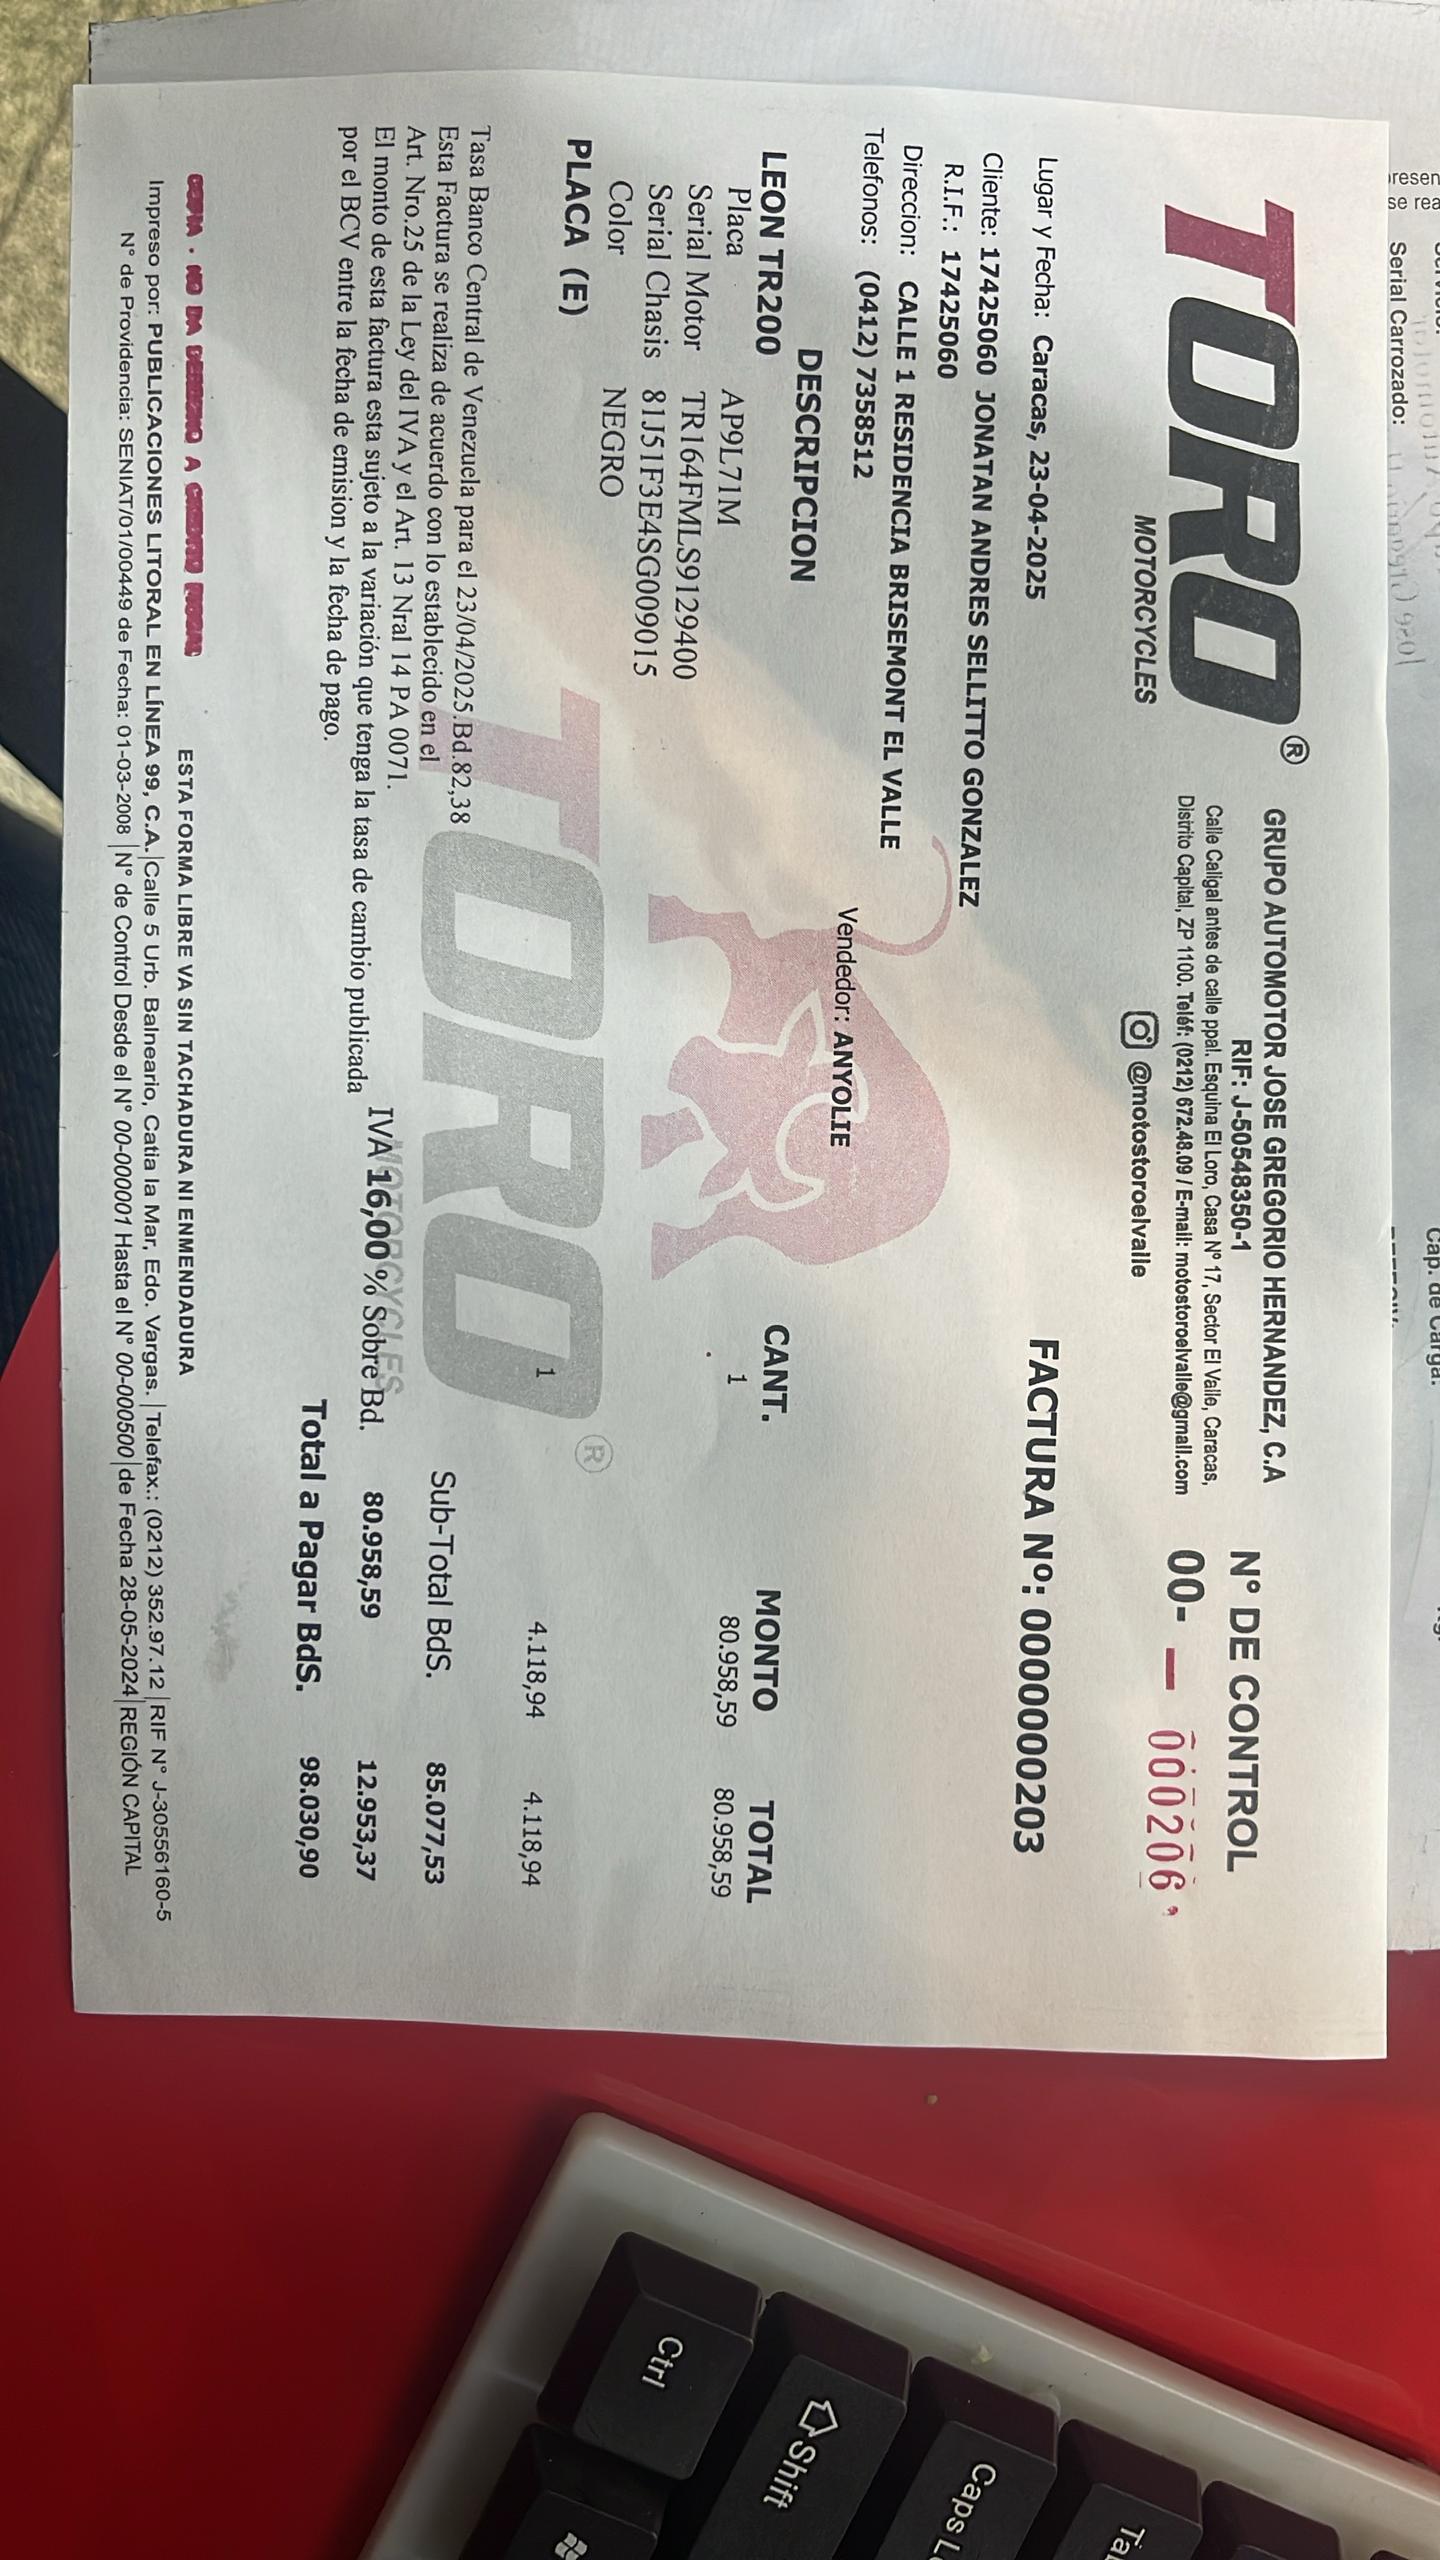 TORO®
MOTORCYCLES
GRUPO AUTOMOTOR JOSE GREGORIO HERNANDEZ, C.A
RIF: J-50548350-1
Calle Caligal antes de calle ppal. Esquina El Loro, Casa N° 17, Sector El Valle, Caracas,
Distrito Capital, ZP 1100. Teléf: (0212) 672.48.09 / E-mail: motostoroelvalle@gmail.com
@motostoroelvalle
N° DE CONTROL
00- 000206
Lugar y Fecha: Caracas, 23-04-2025
FACTURA Nº: 0000000203
Cliente: 17425060 JONATAN ANDRES SELLITTO GONZALEZ
R.I.F.: 17425060
Direccion: CALLE 1 RESIDENCIA BRISEMONT EL VALLE
Telefonos: (0412) 7358512
Vendedor: ANYOLIE
DESCRIPCION CANT. MONTO TOTAL
LEON TR200 1 80.958,59 80.958,59
Placa AP9L71M
Serial Motor TR164FMLS9129400
Serial Chasis 81J51F3E4SG009015
Color NEGRO
PLACA (E) 1 4.118,94 4.118,94
TORO®
MOTORCYCLES
Tasa Banco Central de Venezuela para el 23/04/2025.Bd.82,38
Esta Factura se realiza de acuerdo con lo establecido en el
Art. Nro.25 de la Ley del IVA y el Art. 13 Nral 14 PA 0071.
El monto de esta factura esta sujeto a la variación que tenga la tasa de cambio publicada
por el BCV entre la fecha de emision y la fecha de pago.
Sub-Total BdS. 85.077,53
IVA 16,00 % Sobre Bd. 80.958,59 12.953,37
Total a Pagar BdS. 98.030,90
COPIA - NO DA DERECHO A CREDITO FISCAL
ESTA FORMA LIBRE VA SIN TACHADURA NI ENMENDADURA
Impreso por: PUBLICACIONES LITORAL EN LÍNEA 99, C.A. Calle 5 Urb. Balneario, Catia la Mar, Edo. Vargas. Telefax.: (0212) 352.97.12 RIF N° J-30556160-5
N° de Providencia: SENIAT/01/00449 de Fecha: 01-03-2008 N° de Control Desde el N° 00-000001 Hasta el N° 00-000500 de Fecha 28-05-2024 REGIÓN CAPITAL
Serial Carrozado:
Cap. de Carga:
Ctrl
Shift
Caps